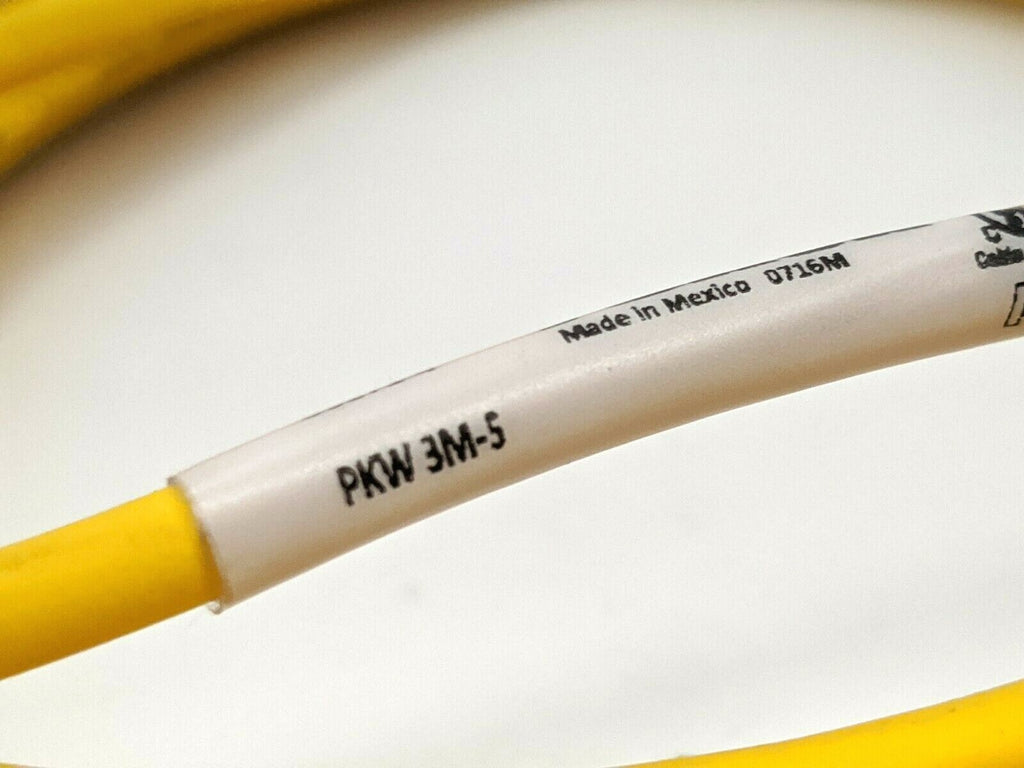 Made in Mexico 0716M
PKW 3M-5